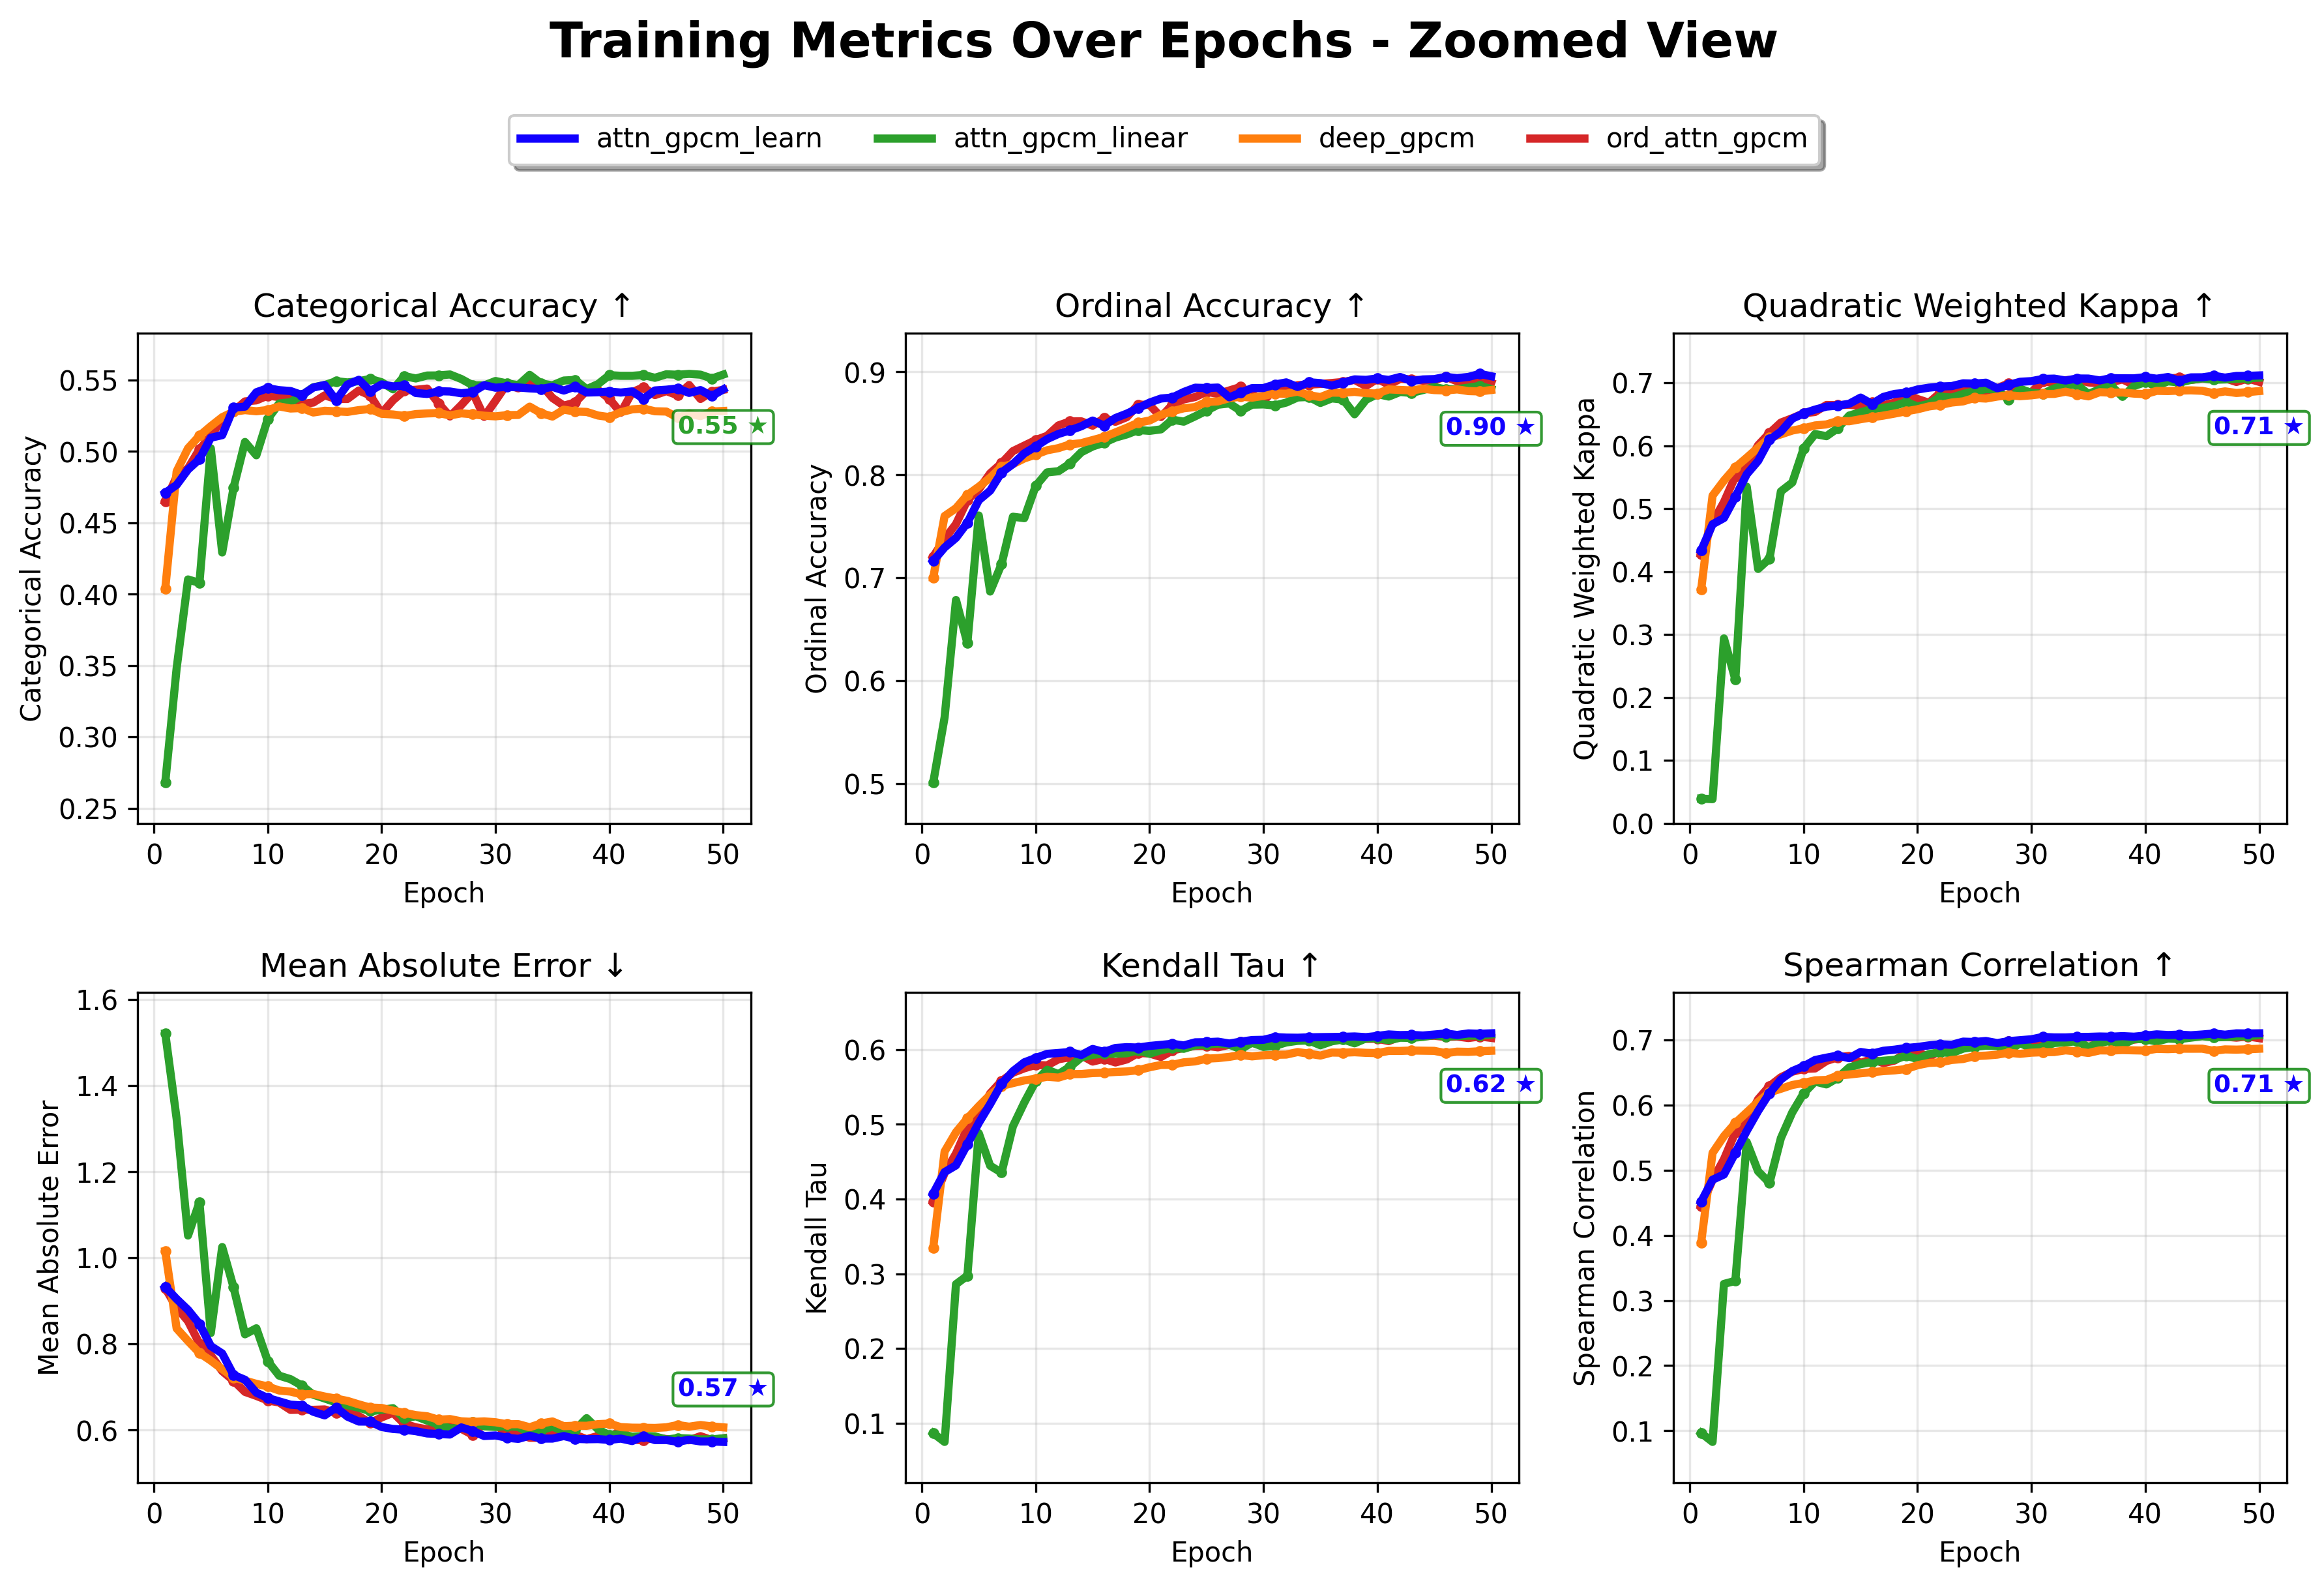 Training Metrics Over Epochs - Zoomed View
attn_gpcm_learn attn_gpcm_linear deep_gpcm ord_attn_gpcm
Categorical Accuracy ↑
Categorical Accuracy
0.55
0.50
0.45
0.40
0.35
0.30
0.25
0.55 ★
0 10 20 30 40 50
Epoch
Ordinal Accuracy ↑
Ordinal Accuracy
0.9
0.8
0.7
0.6
0.5
0.90 ★
0 10 20 30 40 50
Epoch
Quadratic Weighted Kappa ↑
Quadratic Weighted Kappa
0.7
0.6
0.5
0.4
0.3
0.2
0.1
0.0
0.71 ★
0 10 20 30 40 50
Epoch
Mean Absolute Error ↓
Mean Absolute Error
1.6
1.4
1.2
1.0
0.8
0.6
0.57 ★
0 10 20 30 40 50
Epoch
Kendall Tau ↑
Kendall Tau
0.6
0.5
0.4
0.3
0.2
0.1
0.62 ★
0 10 20 30 40 50
Epoch
Spearman Correlation ↑
Spearman Correlation
0.7
0.6
0.5
0.4
0.3
0.2
0.1
0.71 ★
0 10 20 30 40 50
Epoch